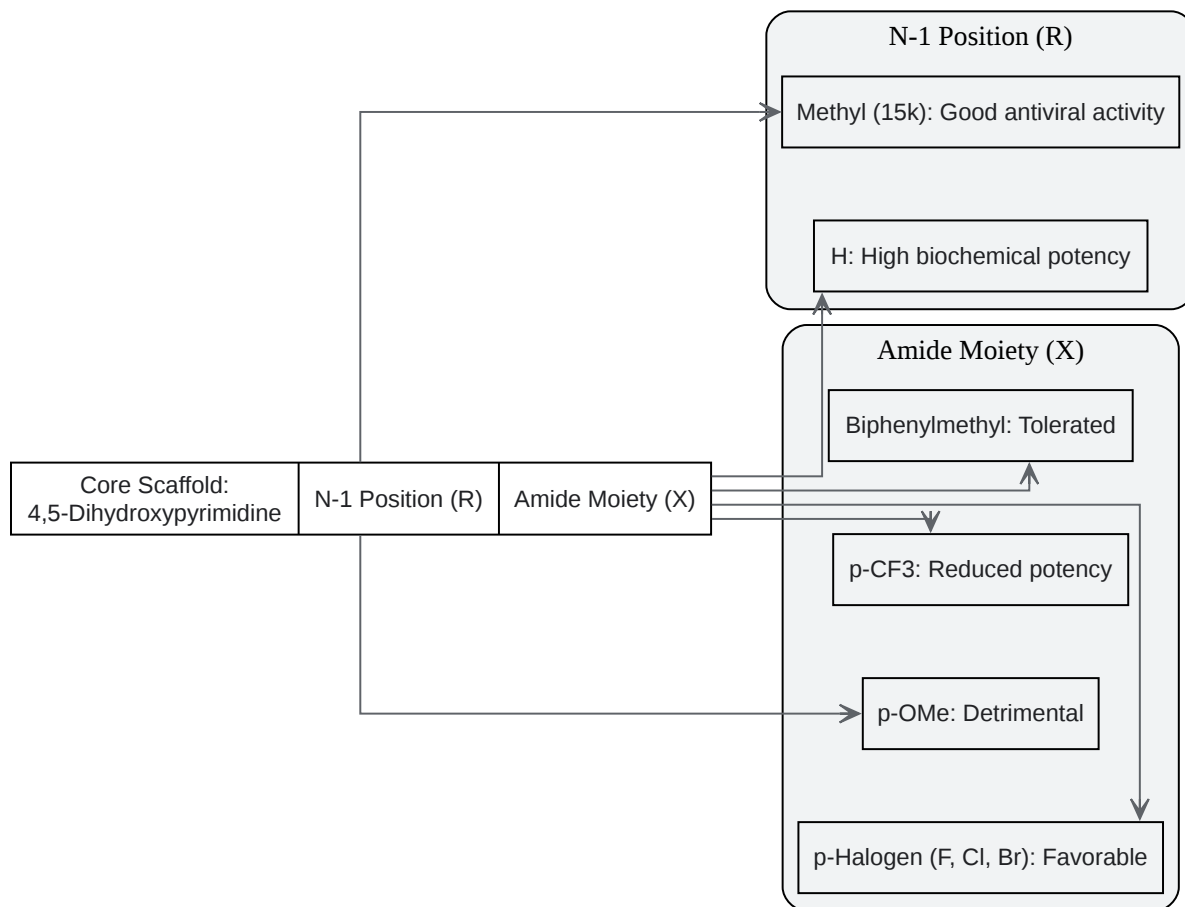 N-1 Position (R)
Methyl (15k): Good antiviral activity
H: High biochemical potency
Amide Moiety (X)
Biphenylmethyl: Tolerated
Core Scaffold:
4,5-Dihydroxypyrimidine
N-1 Position (R)
Amide Moiety (X)
p-CF3: Reduced potency
p-OMe: Detrimental
p-Halogen (F, Cl, Br): Favorable